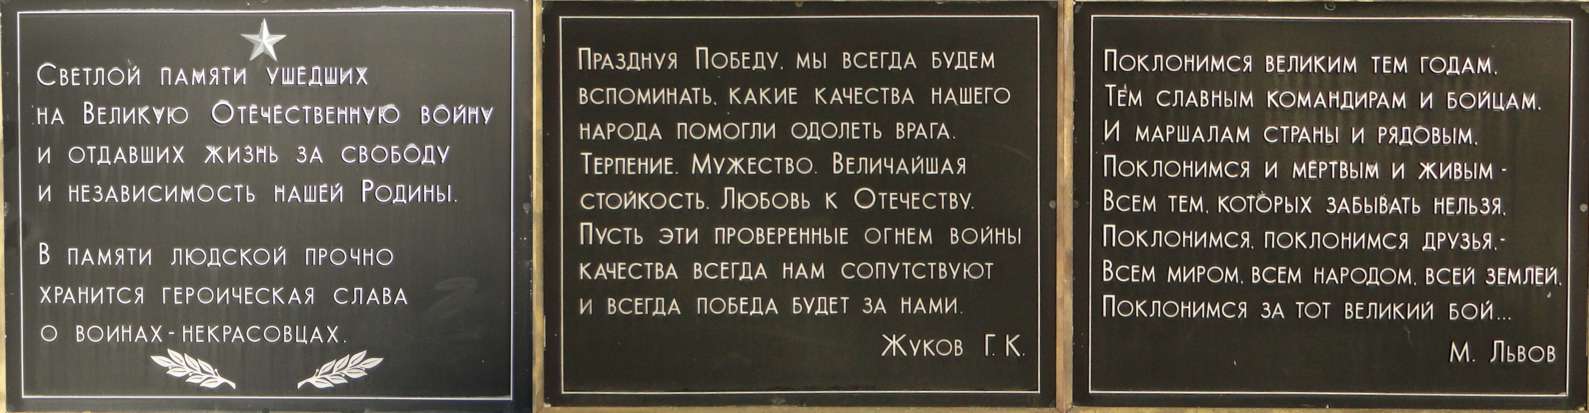 Светлой памяти ушедших
на Великую Отечественную войну
и отдавших жизнь за свободу
и независимость нашей Родины.
В памяти людской прочно
хранится героическая слава
о воинах-некрасовцах.
Празднуя Победу, мы всегда будем
вспоминать, какие качества нашего
народа помогли одолеть врага.
Терпение. Мужество. Величайшая
стойкость. Любовь к Отечеству.
Пусть эти проверенные огнем войны
качества всегда нам сопутствуют
и всегда победа будет за нами.
Жуков Г.К.
Поклонимся великим тем годам,
Тем славным командирам и бойцам,
И маршалам страны и рядовым,
Поклонимся и мертвым и живым -
Всем тем, которых забывать нельзя,
Поклонимся, поклонимся друзья,-
Всем миром, всем народом, всей землей,
Поклонимся за тот великий бой...
М. Львов